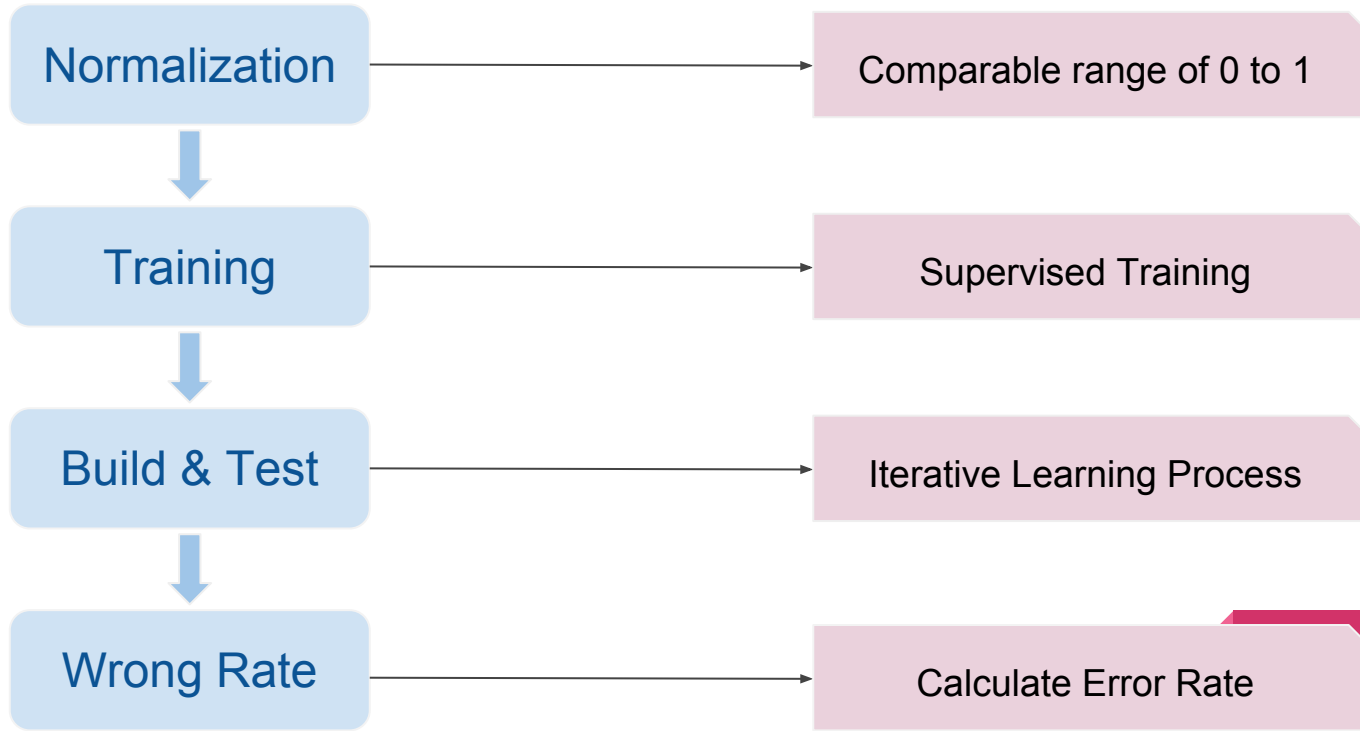 Normalization
Comparable range of 0 to 1
Training
Supervised Training
Build & Test
Iterative Learning Process
Wrong Rate
Calculate Error Rate